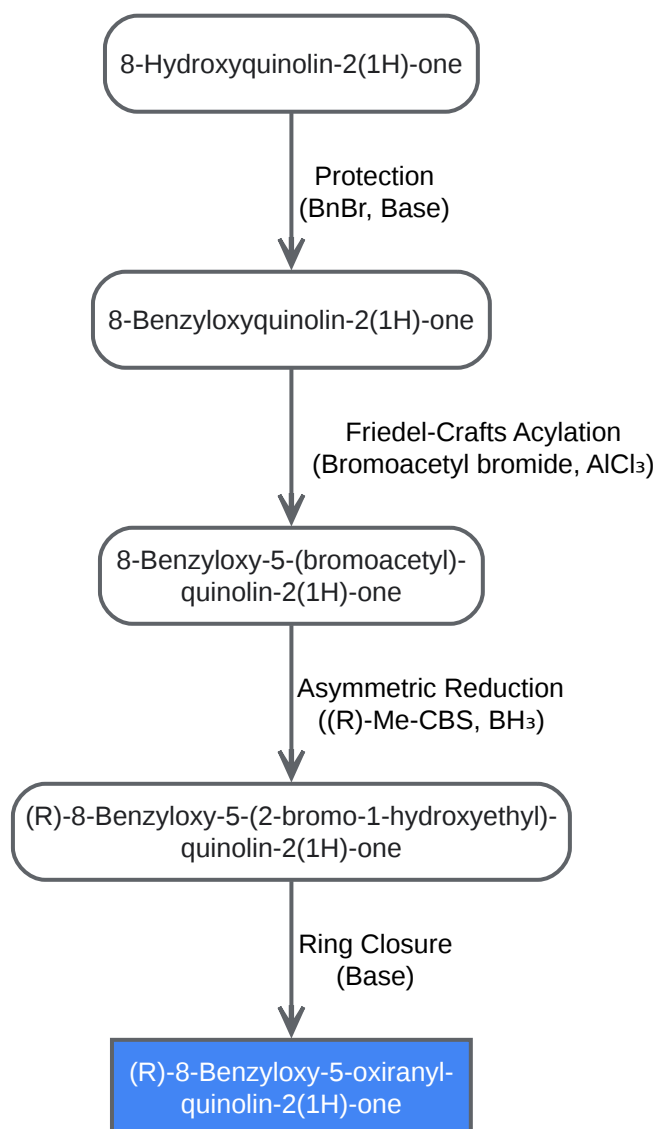 8-Hydroxyquinolin-2(1H)-one
Protection
(BnBr, Base)
8-Benzyloxyquinolin-2(1H)-one
Friedel-Crafts Acylation
(Bromoacetyl bromide, AlCl₃)
8-Benzyloxy-5-(bromoacetyl)-
quinolin-2(1H)-one
Asymmetric Reduction
((R)-Me-CBS, BH₃)
(R)-8-Benzyloxy-5-(2-bromo-1-hydroxyethyl)-
quinolin-2(1H)-one
Ring Closure
(Base)
(R)-8-Benzyloxy-5-oxiranyl-
quinolin-2(1H)-one